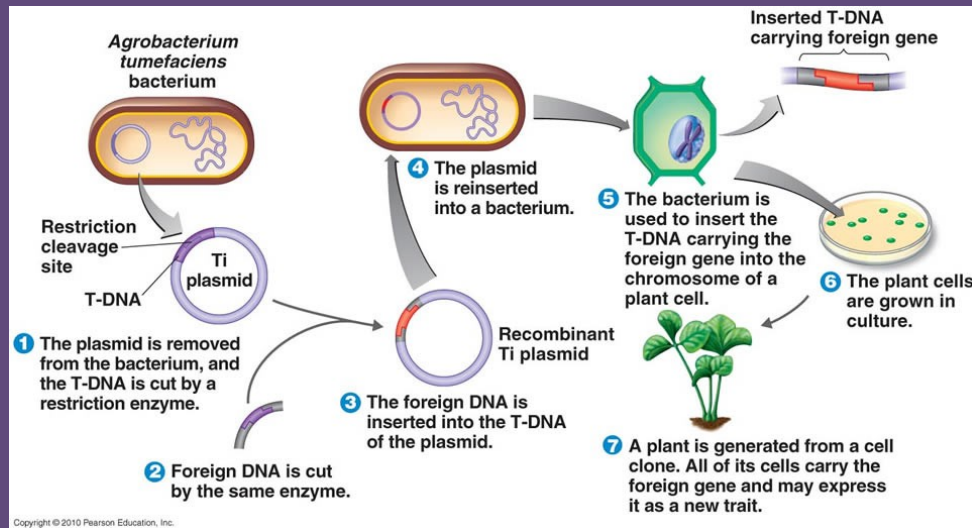 Agrobacterium
tumefaciens
bacterium
Restriction
cleavage
site
T-DNA
Ti
plasmid
1 The plasmid is removed
from the bacterium, and
the T-DNA is cut by a
restriction enzyme.
2 Foreign DNA is cut
by the same enzyme.
3 The foreign DNA is
inserted into the T-DNA
of the plasmid.
Recombinant
Ti plasmid
4 The plasmid
is reinserted
into a bacterium.
5 The bacterium is
used to insert the
T-DNA carrying the
foreign gene into the
chromosome of a
plant cell.
Inserted T-DNA
carrying foreign gene
6 The plant cells
are grown in
culture.
7 A plant is generated from a cell
clone. All of its cells carry the
foreign gene and may express
it as a new trait.
Copyright © 2010 Pearson Education, Inc.